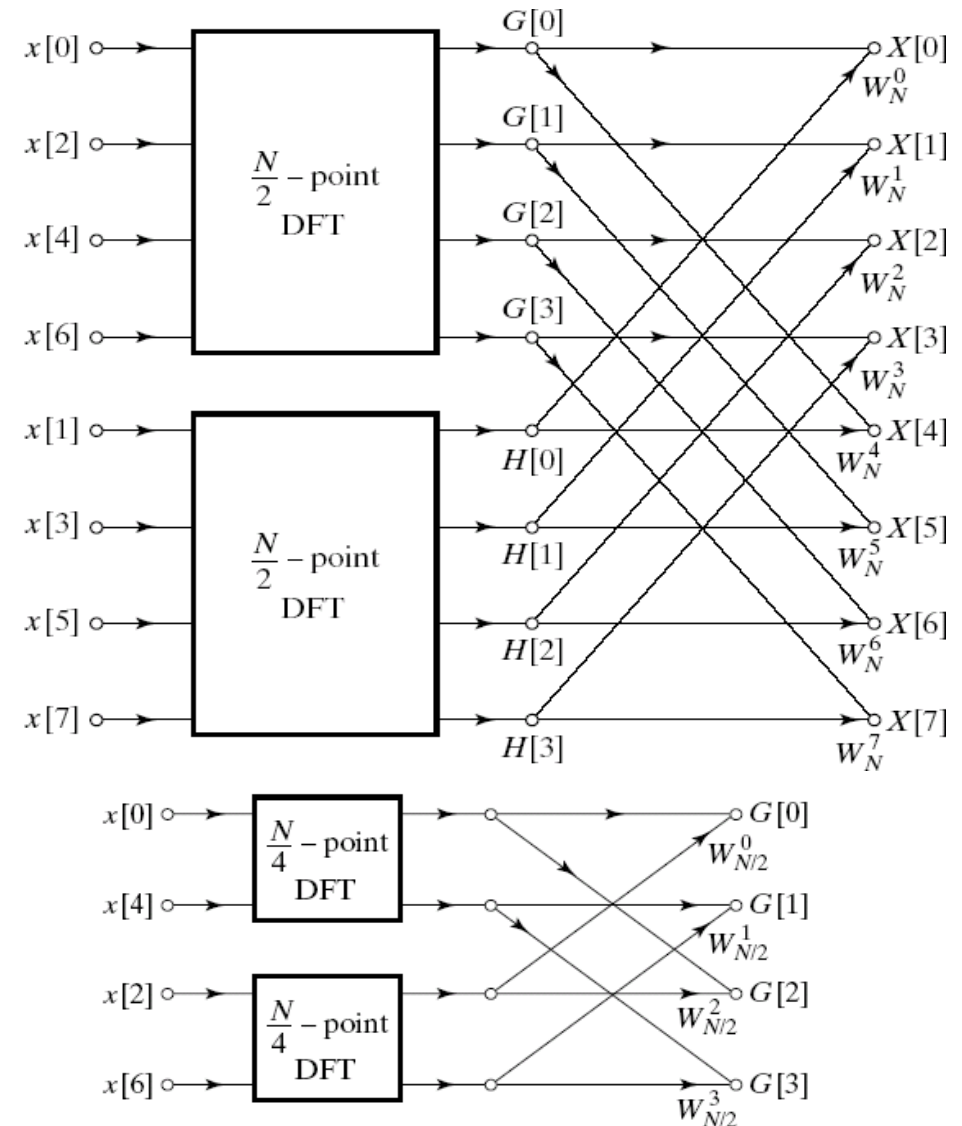 G[0]
x[0] X[0]
W_N^0
G[1]
x[2] X[1]
N/2 – point
DFT
W_N^1
G[2]
x[4] X[2]
W_N^2
G[3]
x[6] X[3]
W_N^3
x[1] X[4]
H[0] W_N^4
x[3] X[5]
N/2 – point
DFT
H[1] W_N^5
x[5] X[6]
H[2] W_N^6
x[7] X[7]
H[3] W_N^7
x[0] G[0]
N/4 – point
DFT
W_{N/2}^0
x[4] G[1]
W_{N/2}^1
x[2] G[2]
N/4 – point
DFT
W_{N/2}^2
x[6] G[3]
W_{N/2}^3